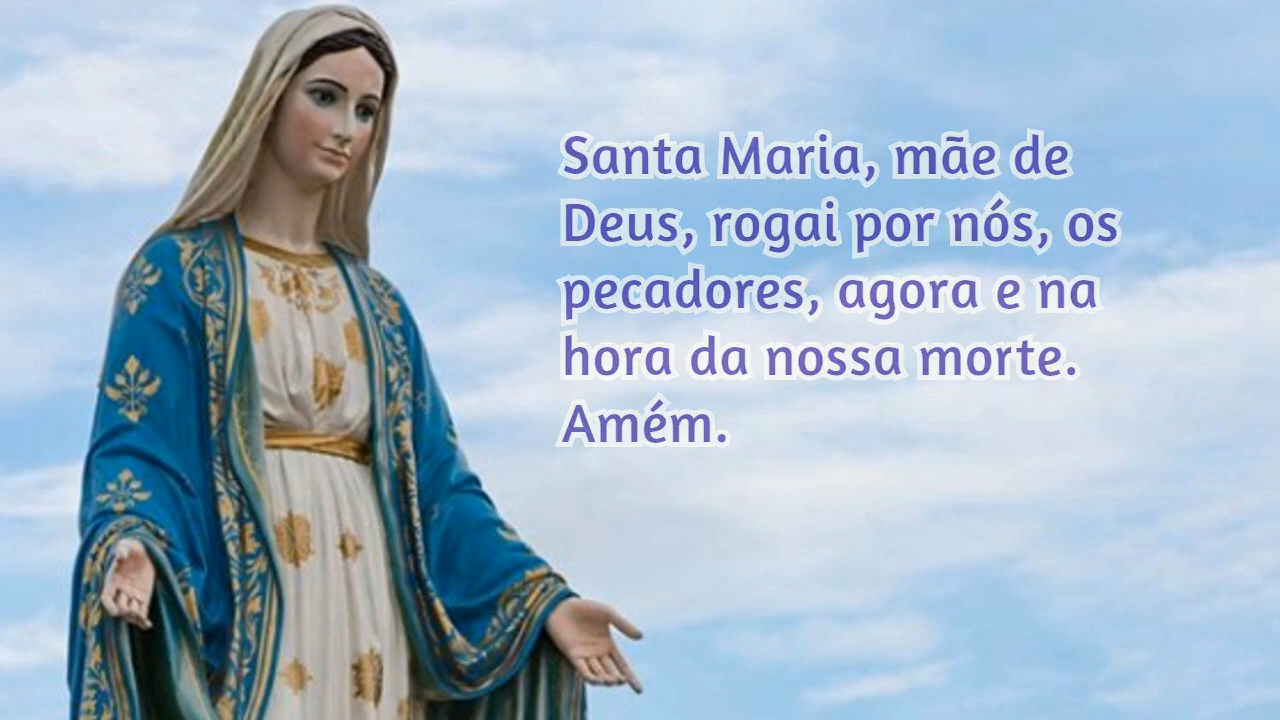 Santa Maria, mãe de
Deus, rogai por nós, os
pecadores, agora e na
hora da nossa morte.
Amém.